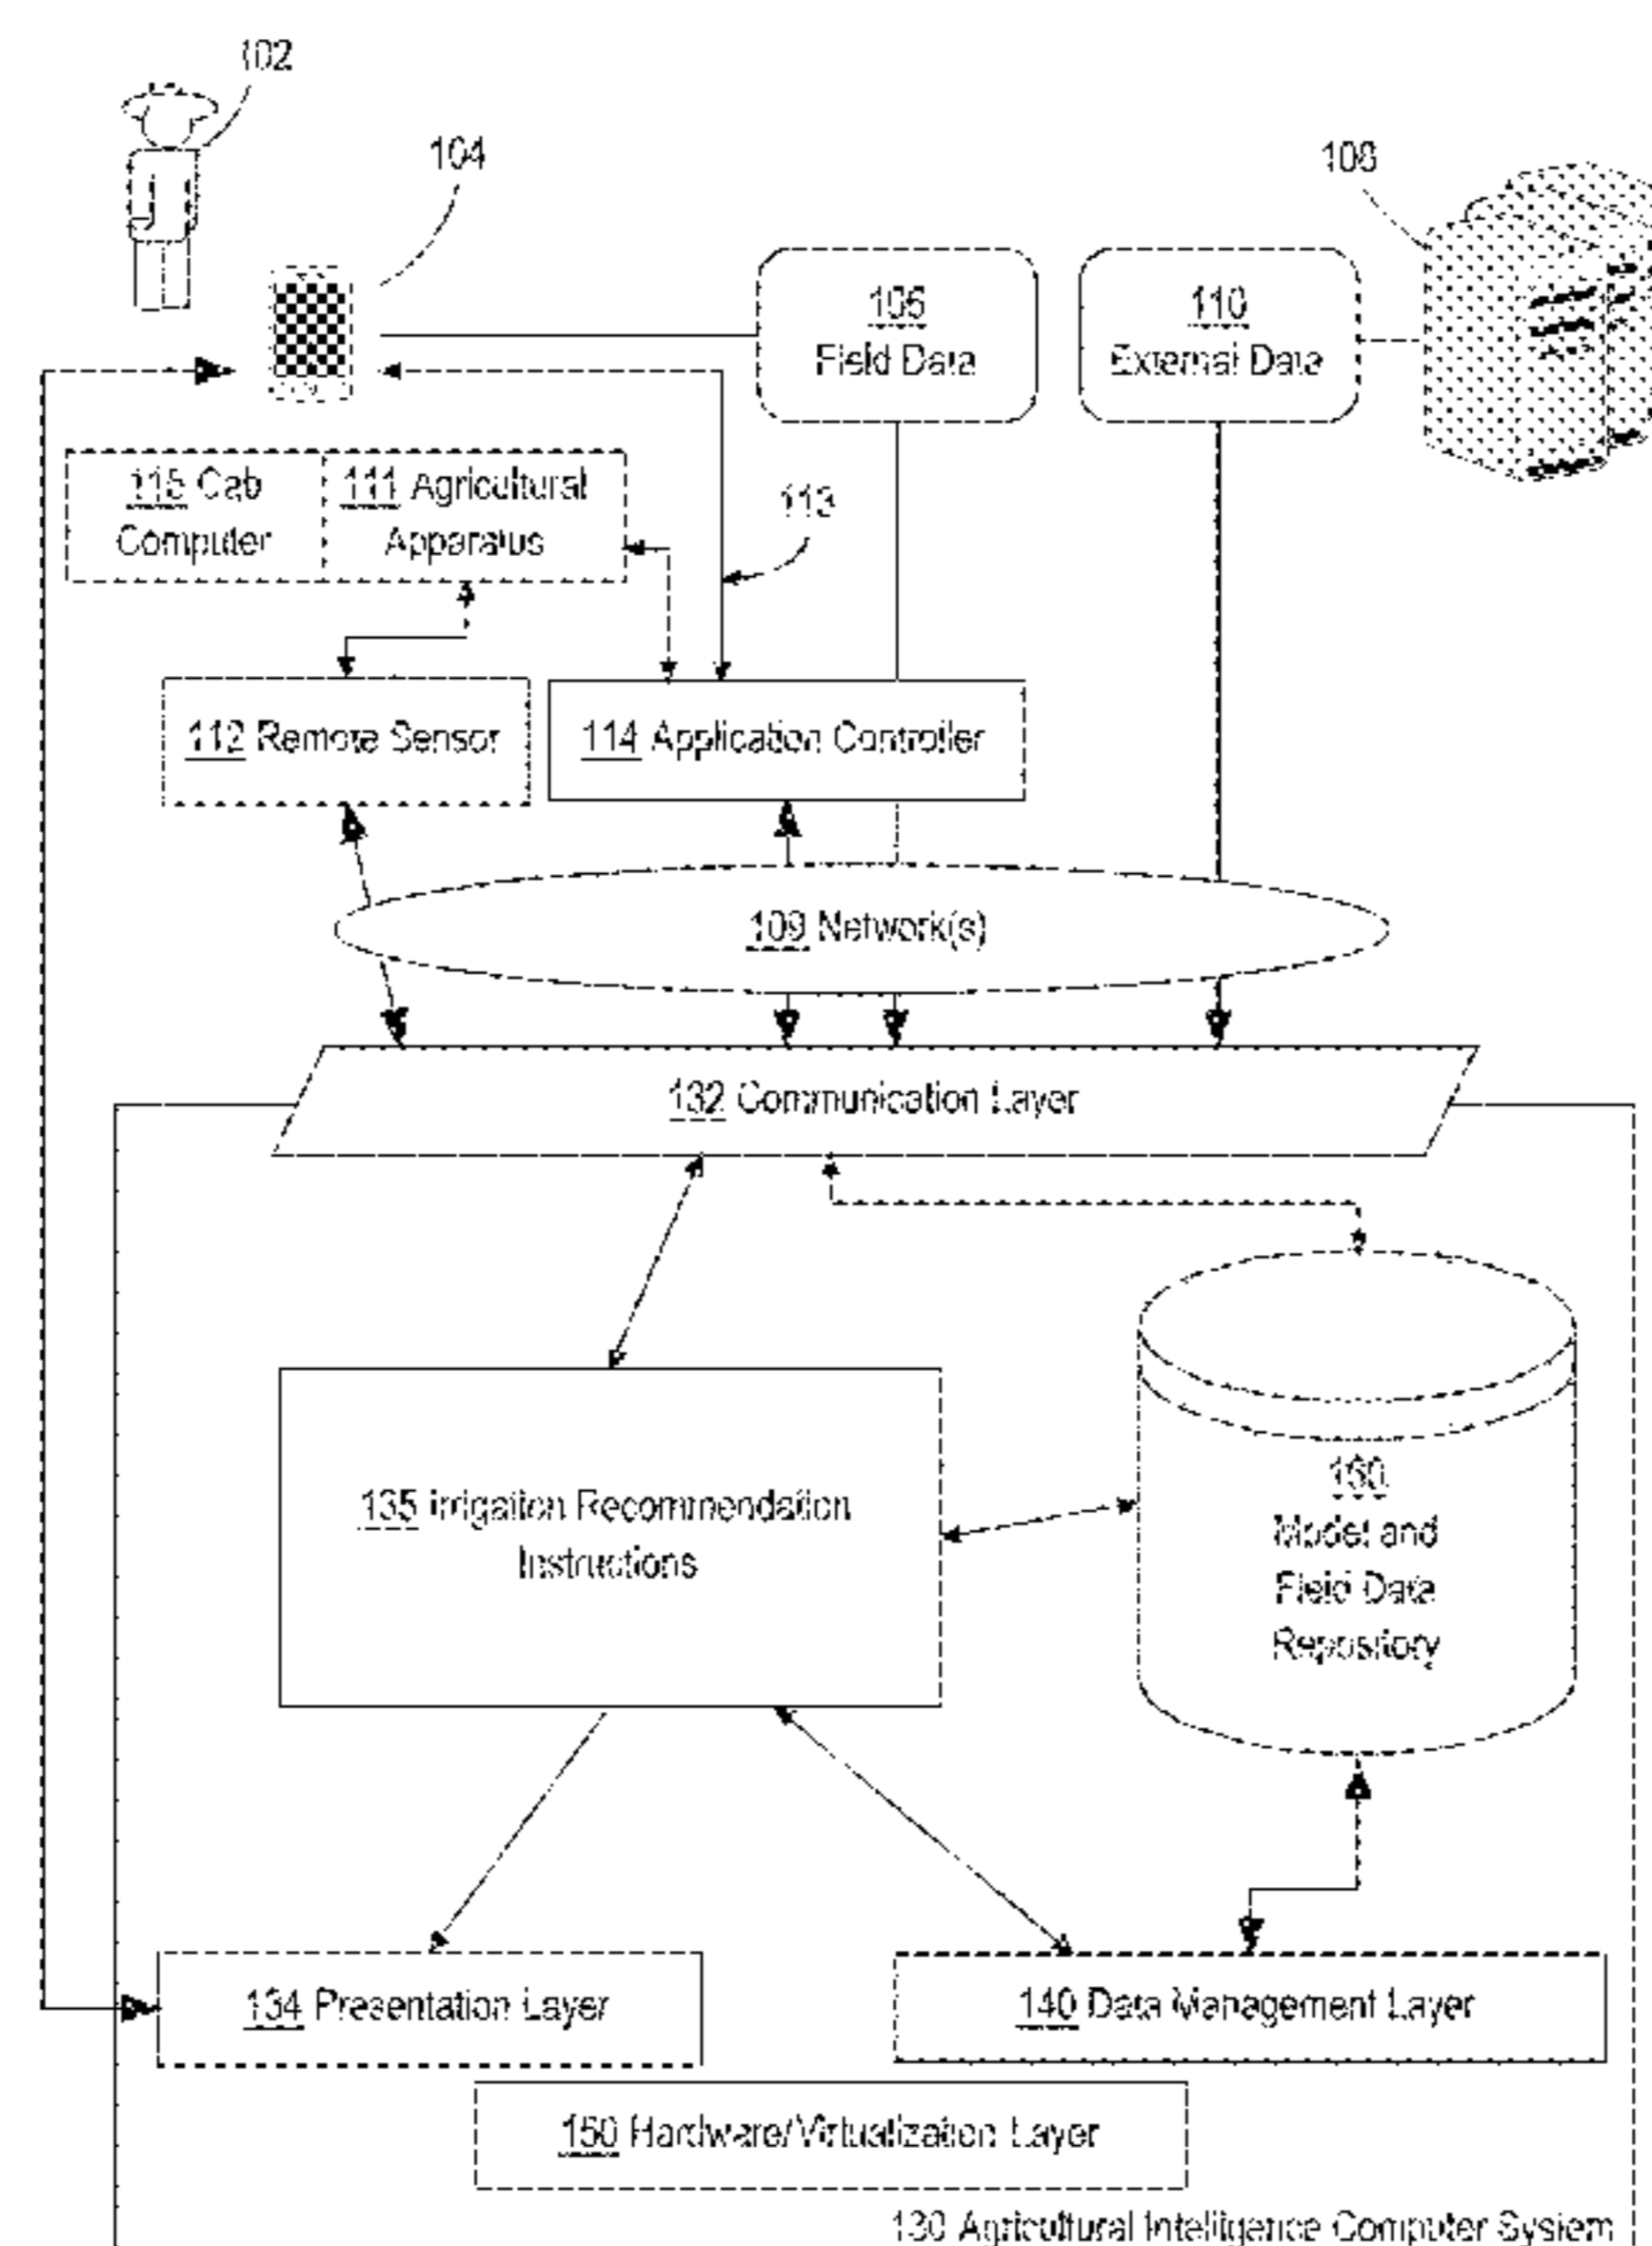 102
104
108
106
Field Data
110
External Data
115 Cab
Computer
111 Agricultural
Apparatus
113
112 Remote Sensor
114 Application Controller
109 Network(s)
132 Communication Layer
135 Irrigation Recommendation
Instructions
160
Model and
Field Data
Repository
134 Presentation Layer
140 Data Management Layer
150 Hardware/Virtualization Layer
130 Agricultural Intelligence Computer System